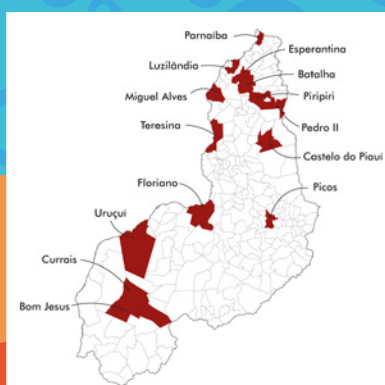 Parnaíba
Esperantina
Luzilândia
Batalha
Miguel Alves
Piripiri
Pedro II
Teresina
Castelo do Piauí
Floriano
Picos
Uruçuí
Currais
Bom Jesus